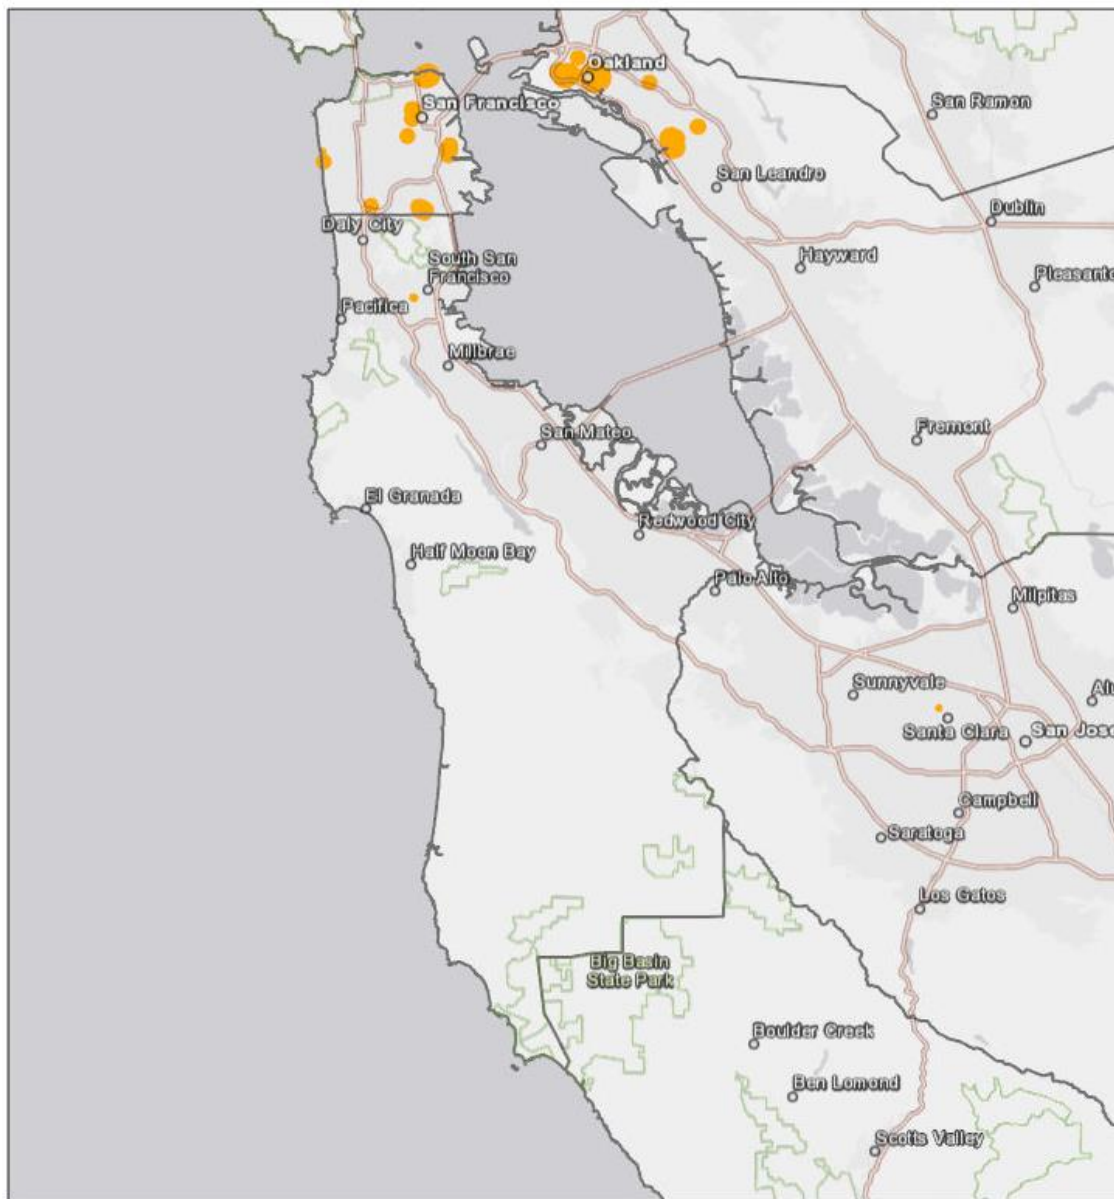 Oakland
San Francisco
San Ramon
San Leandro
Dublin
Daly City
Hayward
South San
Francisco
Pleasanto
Pacifica
Millbrae
San Mateo
Fremont
El Granada
Redwood City
Half Moon Bay
Palo Alto
Milpitas
Sunnyvale
Alu
Santa Clara
San Jose
Campbell
Saratoga
Los Gatos
Big Basin
State Park
Boulder Creek
Ben Lomond
Scotts Valley